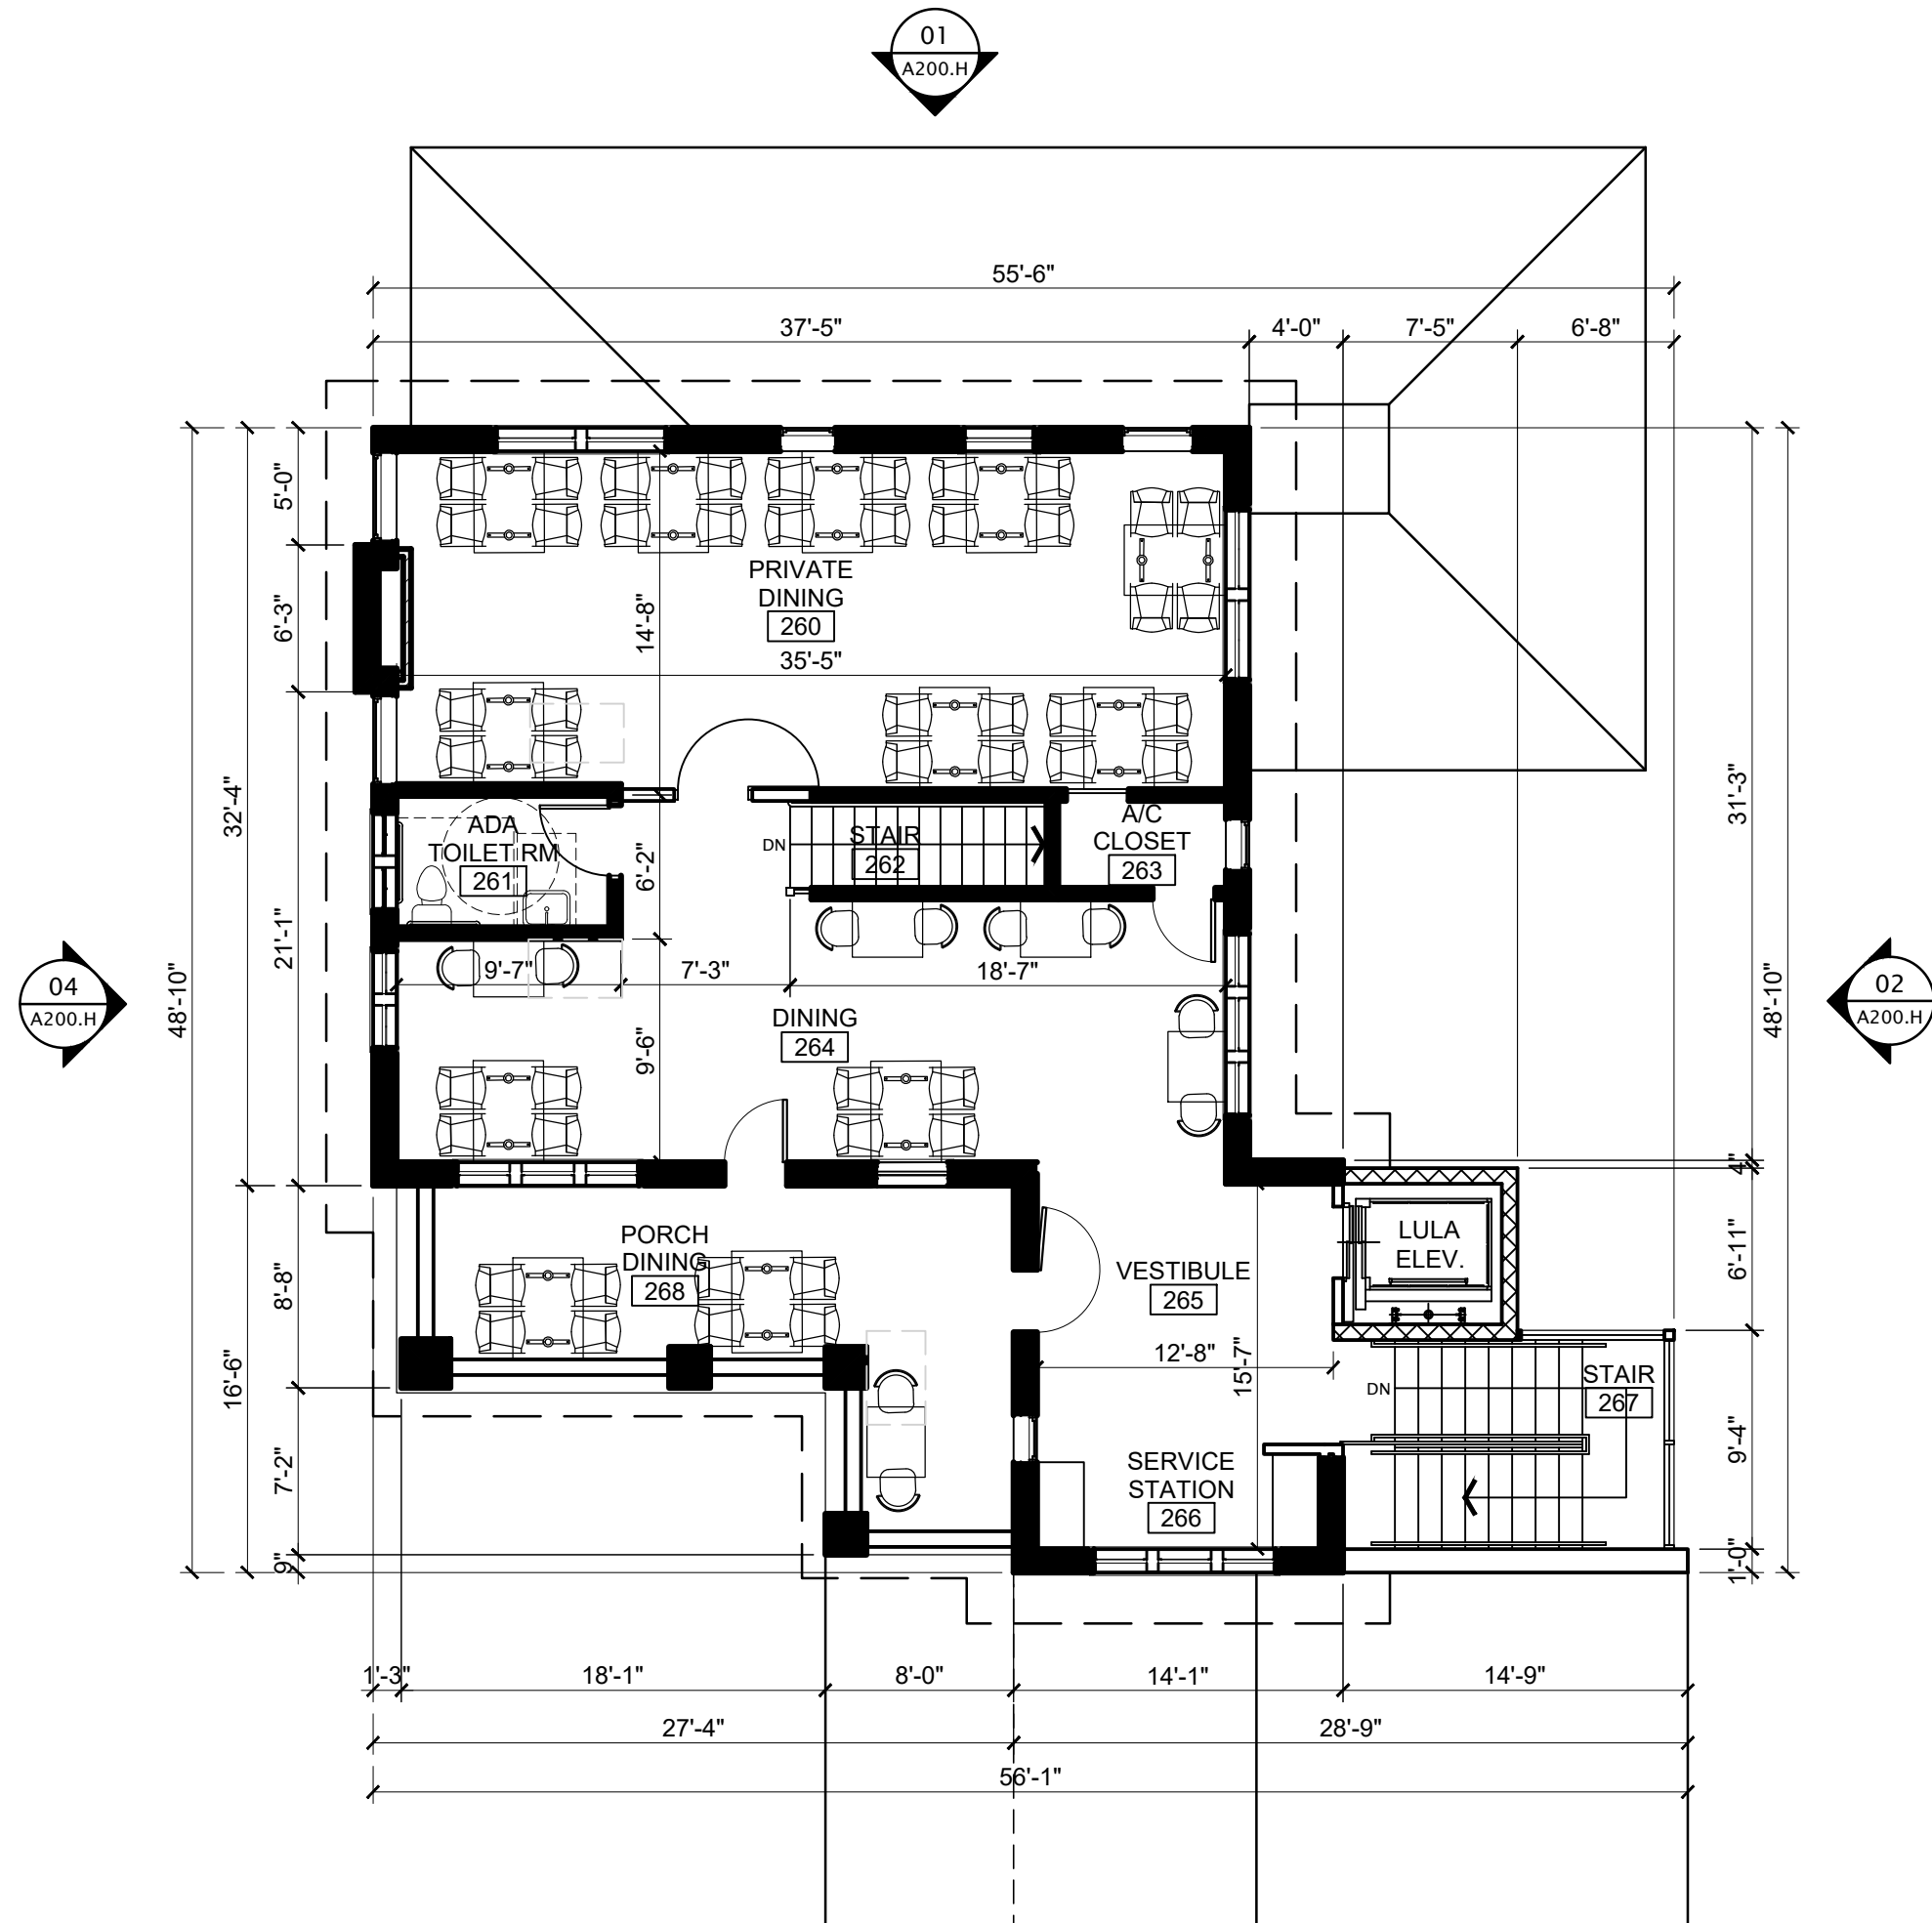 01
A200.H
55'-6"
37'-5"
4'-0"
7'-5"
6'-8"
5'-0"
6'-3"
21'-1"
32'-4"
48'-10"
8'-8"
16'-6"
7'-2"
9"
PRIVATE
DINING
260
14'-8"
35'-5"
ADA
TOILET RM
261
6'-2"
DN
STAIR
262
A/C
CLOSET
263
31'-3"
48'-10"
04
A200.H
02
A200.H
9'-7"
7'-3"
18'-7"
DINING
264
9'-6"
4"
PORCH
DINING
268
VESTIBULE
265
LULA
ELEV.
6'-11"
12'-8"
15'-7"
DN
STAIR
267
9'-4"
SERVICE
STATION
266
1'-0"
1'-3"
18'-1"
8'-0"
14'-1"
14'-9"
27'-4"
28'-9"
56'-1"